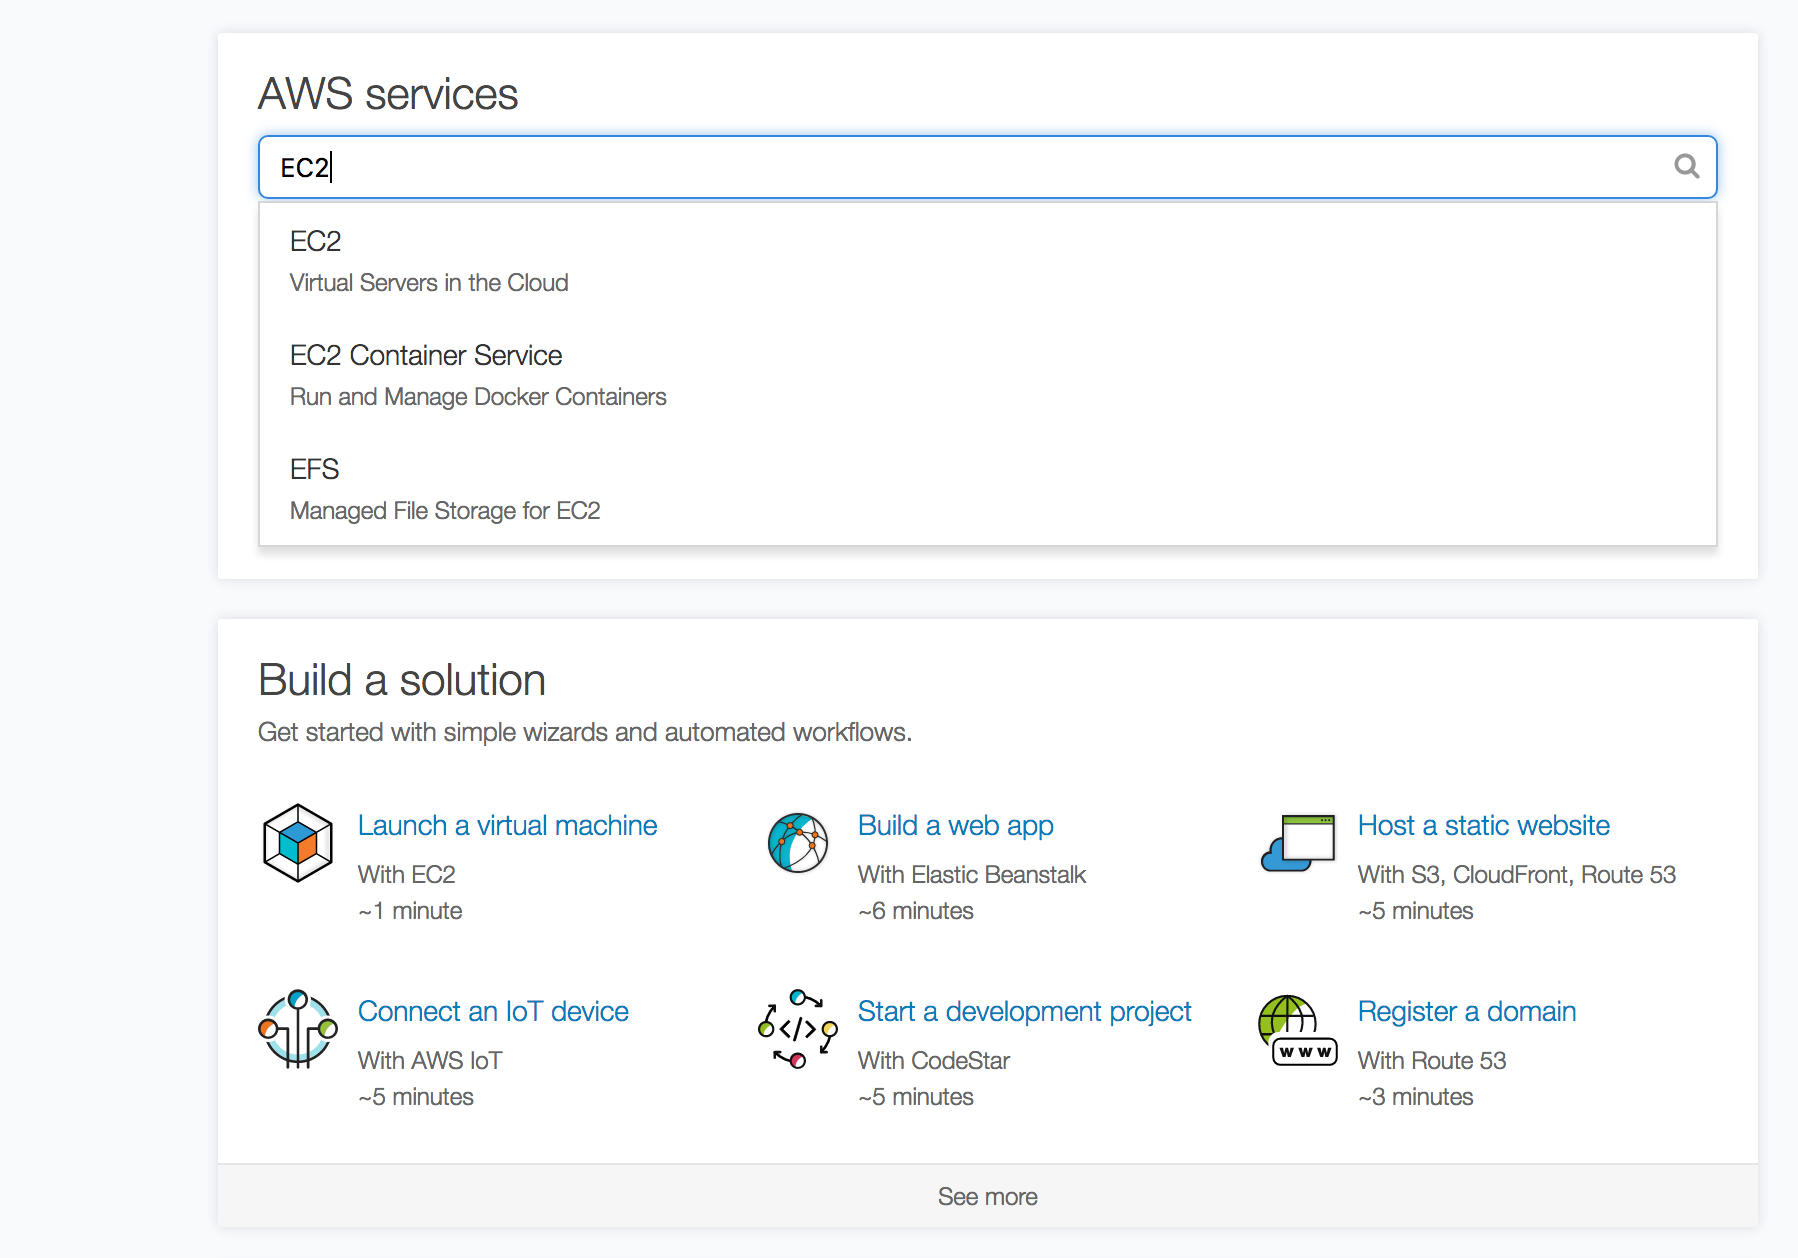 AWS services
EC2
EC2
Virtual Servers in the Cloud
EC2 Container Service
Run and Manage Docker Containers
EFS
Managed File Storage for EC2
Build a solution
Get started with simple wizards and automated workflows.
Launch a virtual machine
With EC2
~1 minute
Build a web app
With Elastic Beanstalk
~6 minutes
Host a static website
With S3, CloudFront, Route 53
~5 minutes
Connect an IoT device
With AWS IoT
~5 minutes
</>
Start a development project
With CodeStar
~5 minutes
www
Register a domain
With Route 53
~3 minutes
See more